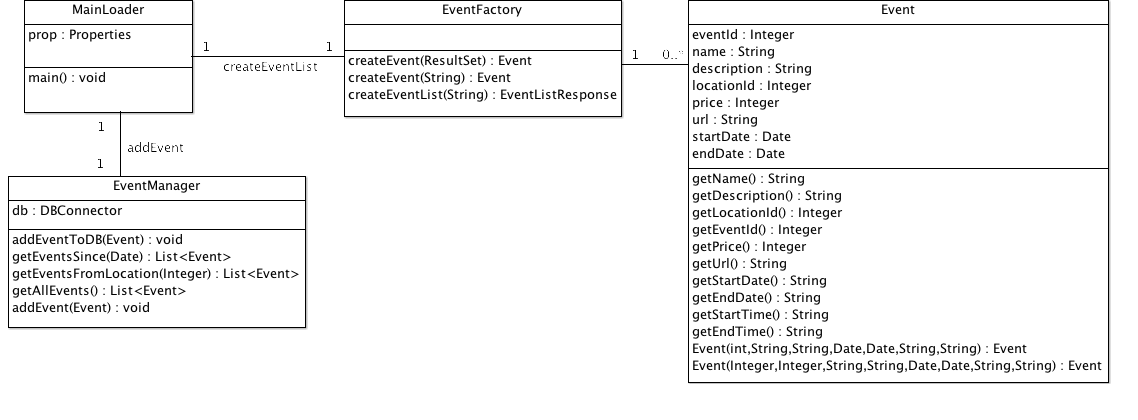 MainLoader
prop : Properties
main() : void
1
1
createEventList
EventFactory
createEvent(ResultSet) : Event
createEvent(String) : Event
createEventList(String) : EventListResponse
1
0..*
Event
eventId : Integer
name : String
description : String
locationId : Integer
price : Integer
url : String
startDate : Date
endDate : Date
getName() : String
getDescription() : String
getLocationId() : Integer
getEventId() : Integer
getPrice() : Integer
getUrl() : String
getStartDate() : String
getEndDate() : String
getStartTime() : String
getEndTime() : String
Event(int,String,String,Date,Date,String,String) : Event
Event(Integer,Integer,String,String,Date,Date,String,String) : Event
1
addEvent
1
EventManager
db : DBConnector
addEventToDB(Event) : void
getEventsSince(Date) : List<Event>
getEventsFromLocation(Integer) : List<Event>
getAllEvents() : List<Event>
addEvent(Event) : void